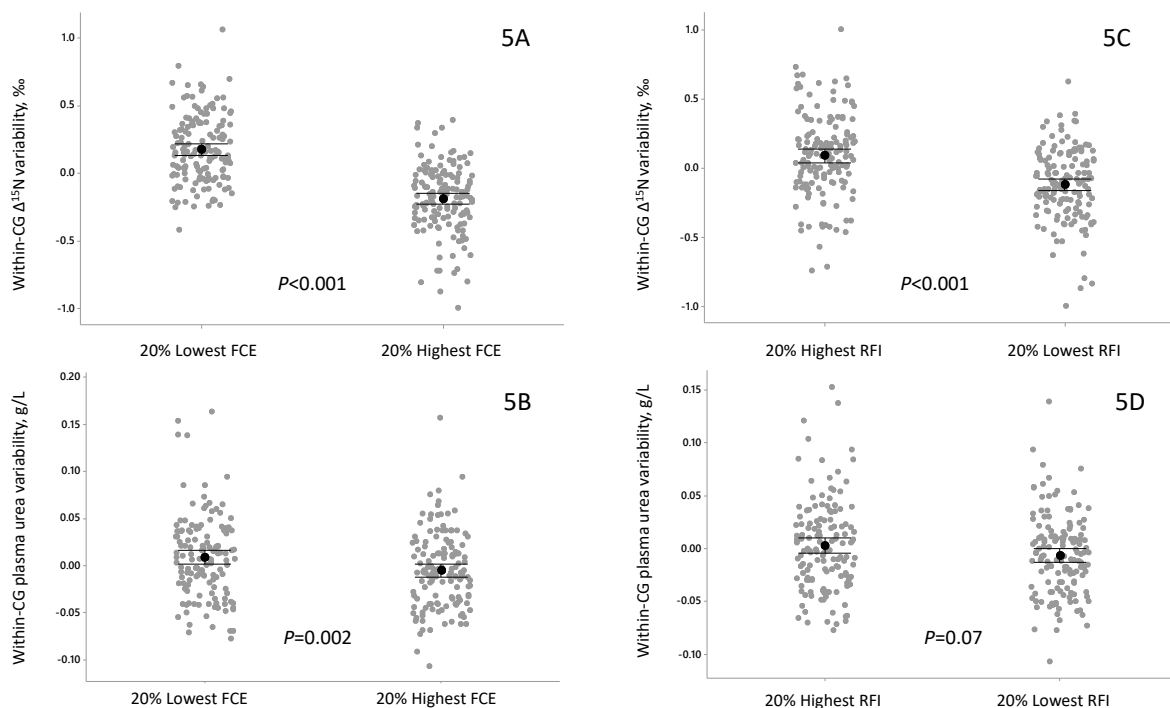 5A
Within-CG Δ¹⁵N variability, ‰
1.0
0.5
0.0
-0.5
-1.0
P<0.001
20% Lowest FCE
20% Highest FCE
5C
Within-CG Δ¹⁵N variability, ‰
1.0
0.5
0.0
-0.5
-1.0
P<0.001
20% Highest RFI
20% Lowest RFI
5B
Within-CG plasma urea variability, g/L
0.20
0.15
0.10
0.05
0.00
-0.05
-0.10
P=0.002
20% Lowest FCE
20% Highest FCE
5D
Within-CG plasma urea variability, g/L
0.15
0.10
0.05
0.00
-0.05
-0.10
P=0.07
20% Highest RFI
20% Lowest RFI